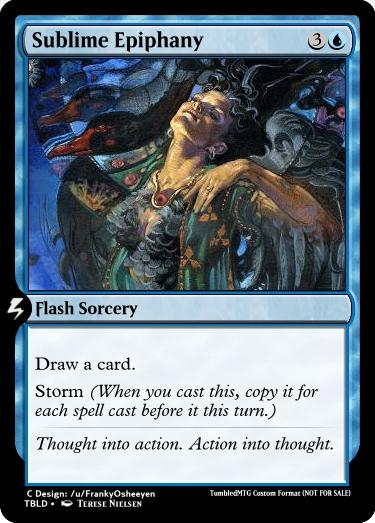 Sublime Epiphany 3
Flash Sorcery
Draw a card.
Storm (When you cast this, copy it for
each spell cast before it this turn.)
Thought into action. Action into thought.
C Design: /u/FrankyOsheeyen
TumbledMTG Custom Format (NOT FOR SALE)
TBLD • Terese Nielsen